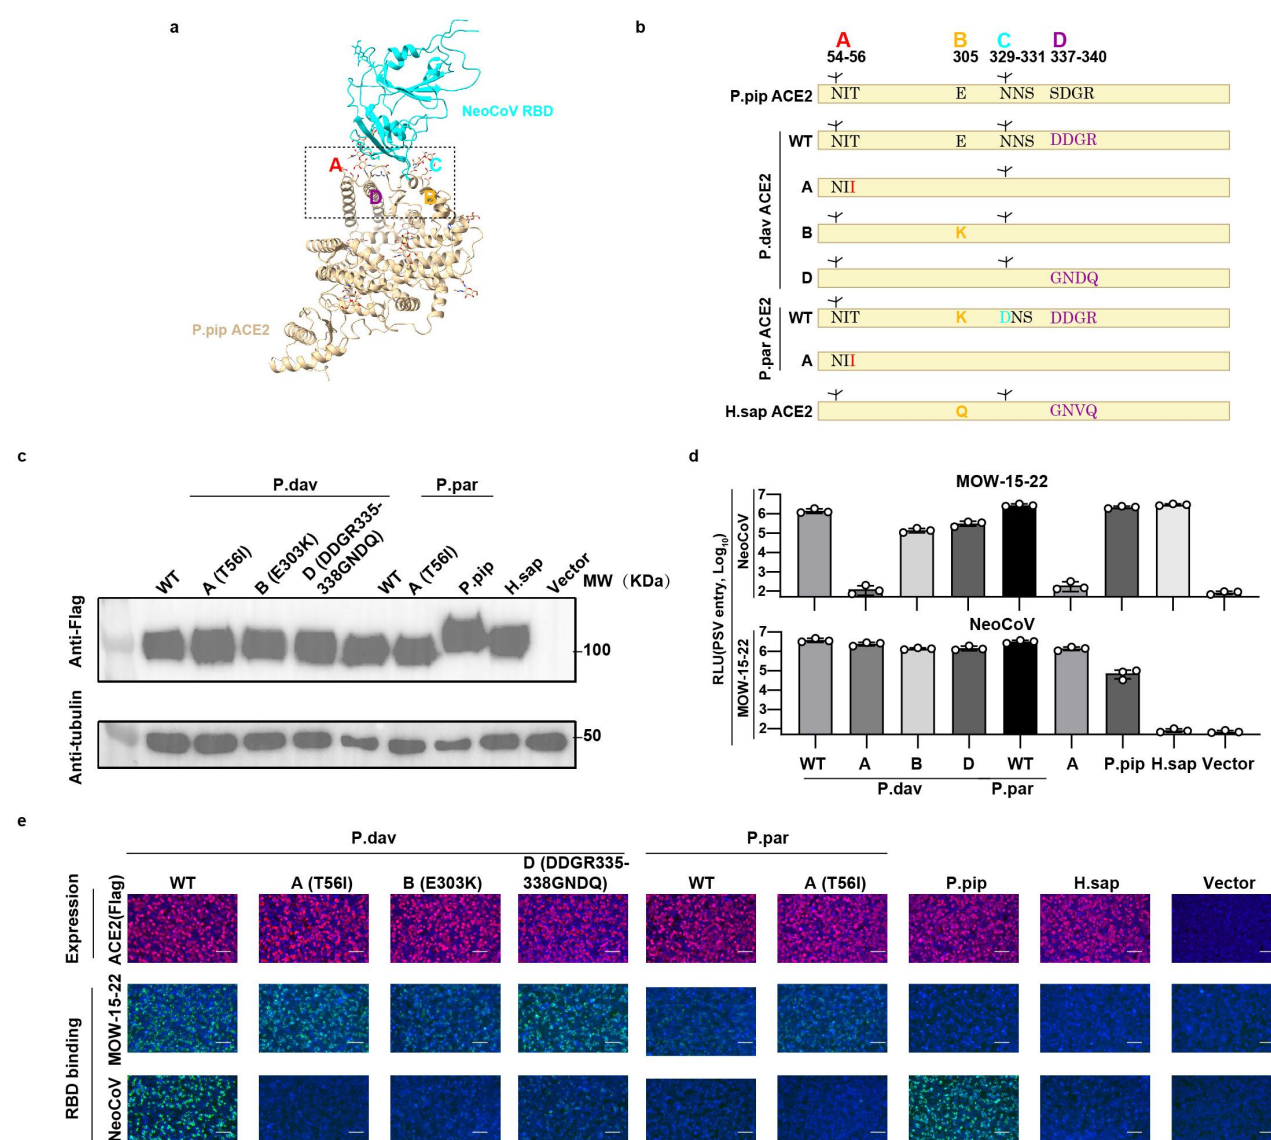 a
NeoCoV RBD
A
C
D
B
P.pip ACE2
b
A B C D
54-56 305 329-331 337-340
P.pip ACE2 NIT E NNS SDGR
P.dav ACE2
WT NIT E NNS DDGR
A NII
B K
D GNDQ
P.par ACE2
WT NIT K DNS DDGR
A NII
H.sap ACE2 Q GNVQ
c
P.dav P.par
WT
A (T56I)
B (E303K)
D (DDGR335-
338GNDQ)
WT
A (T56I)
P.pip
H.sap
Vector
MW (KDa)
Anti-Flag
100
Anti-tubulin
50
d
MOW-15-22
RLU(PSV entry, Log10)
NeoCoV
7
6
5
4
3
2
NeoCoV
MOW-15-22
7
6
5
4
3
2
WT A B D WT A P.pip H.sap Vector
P.dav P.par
e
P.dav P.par
D (DDGR335-
WT A (T56I) B (E303K) 338GNDQ) WT A (T56I) P.pip H.sap Vector
Expression
ACE2(Flag)
RBD binding
MOW-15-22
NeoCoV